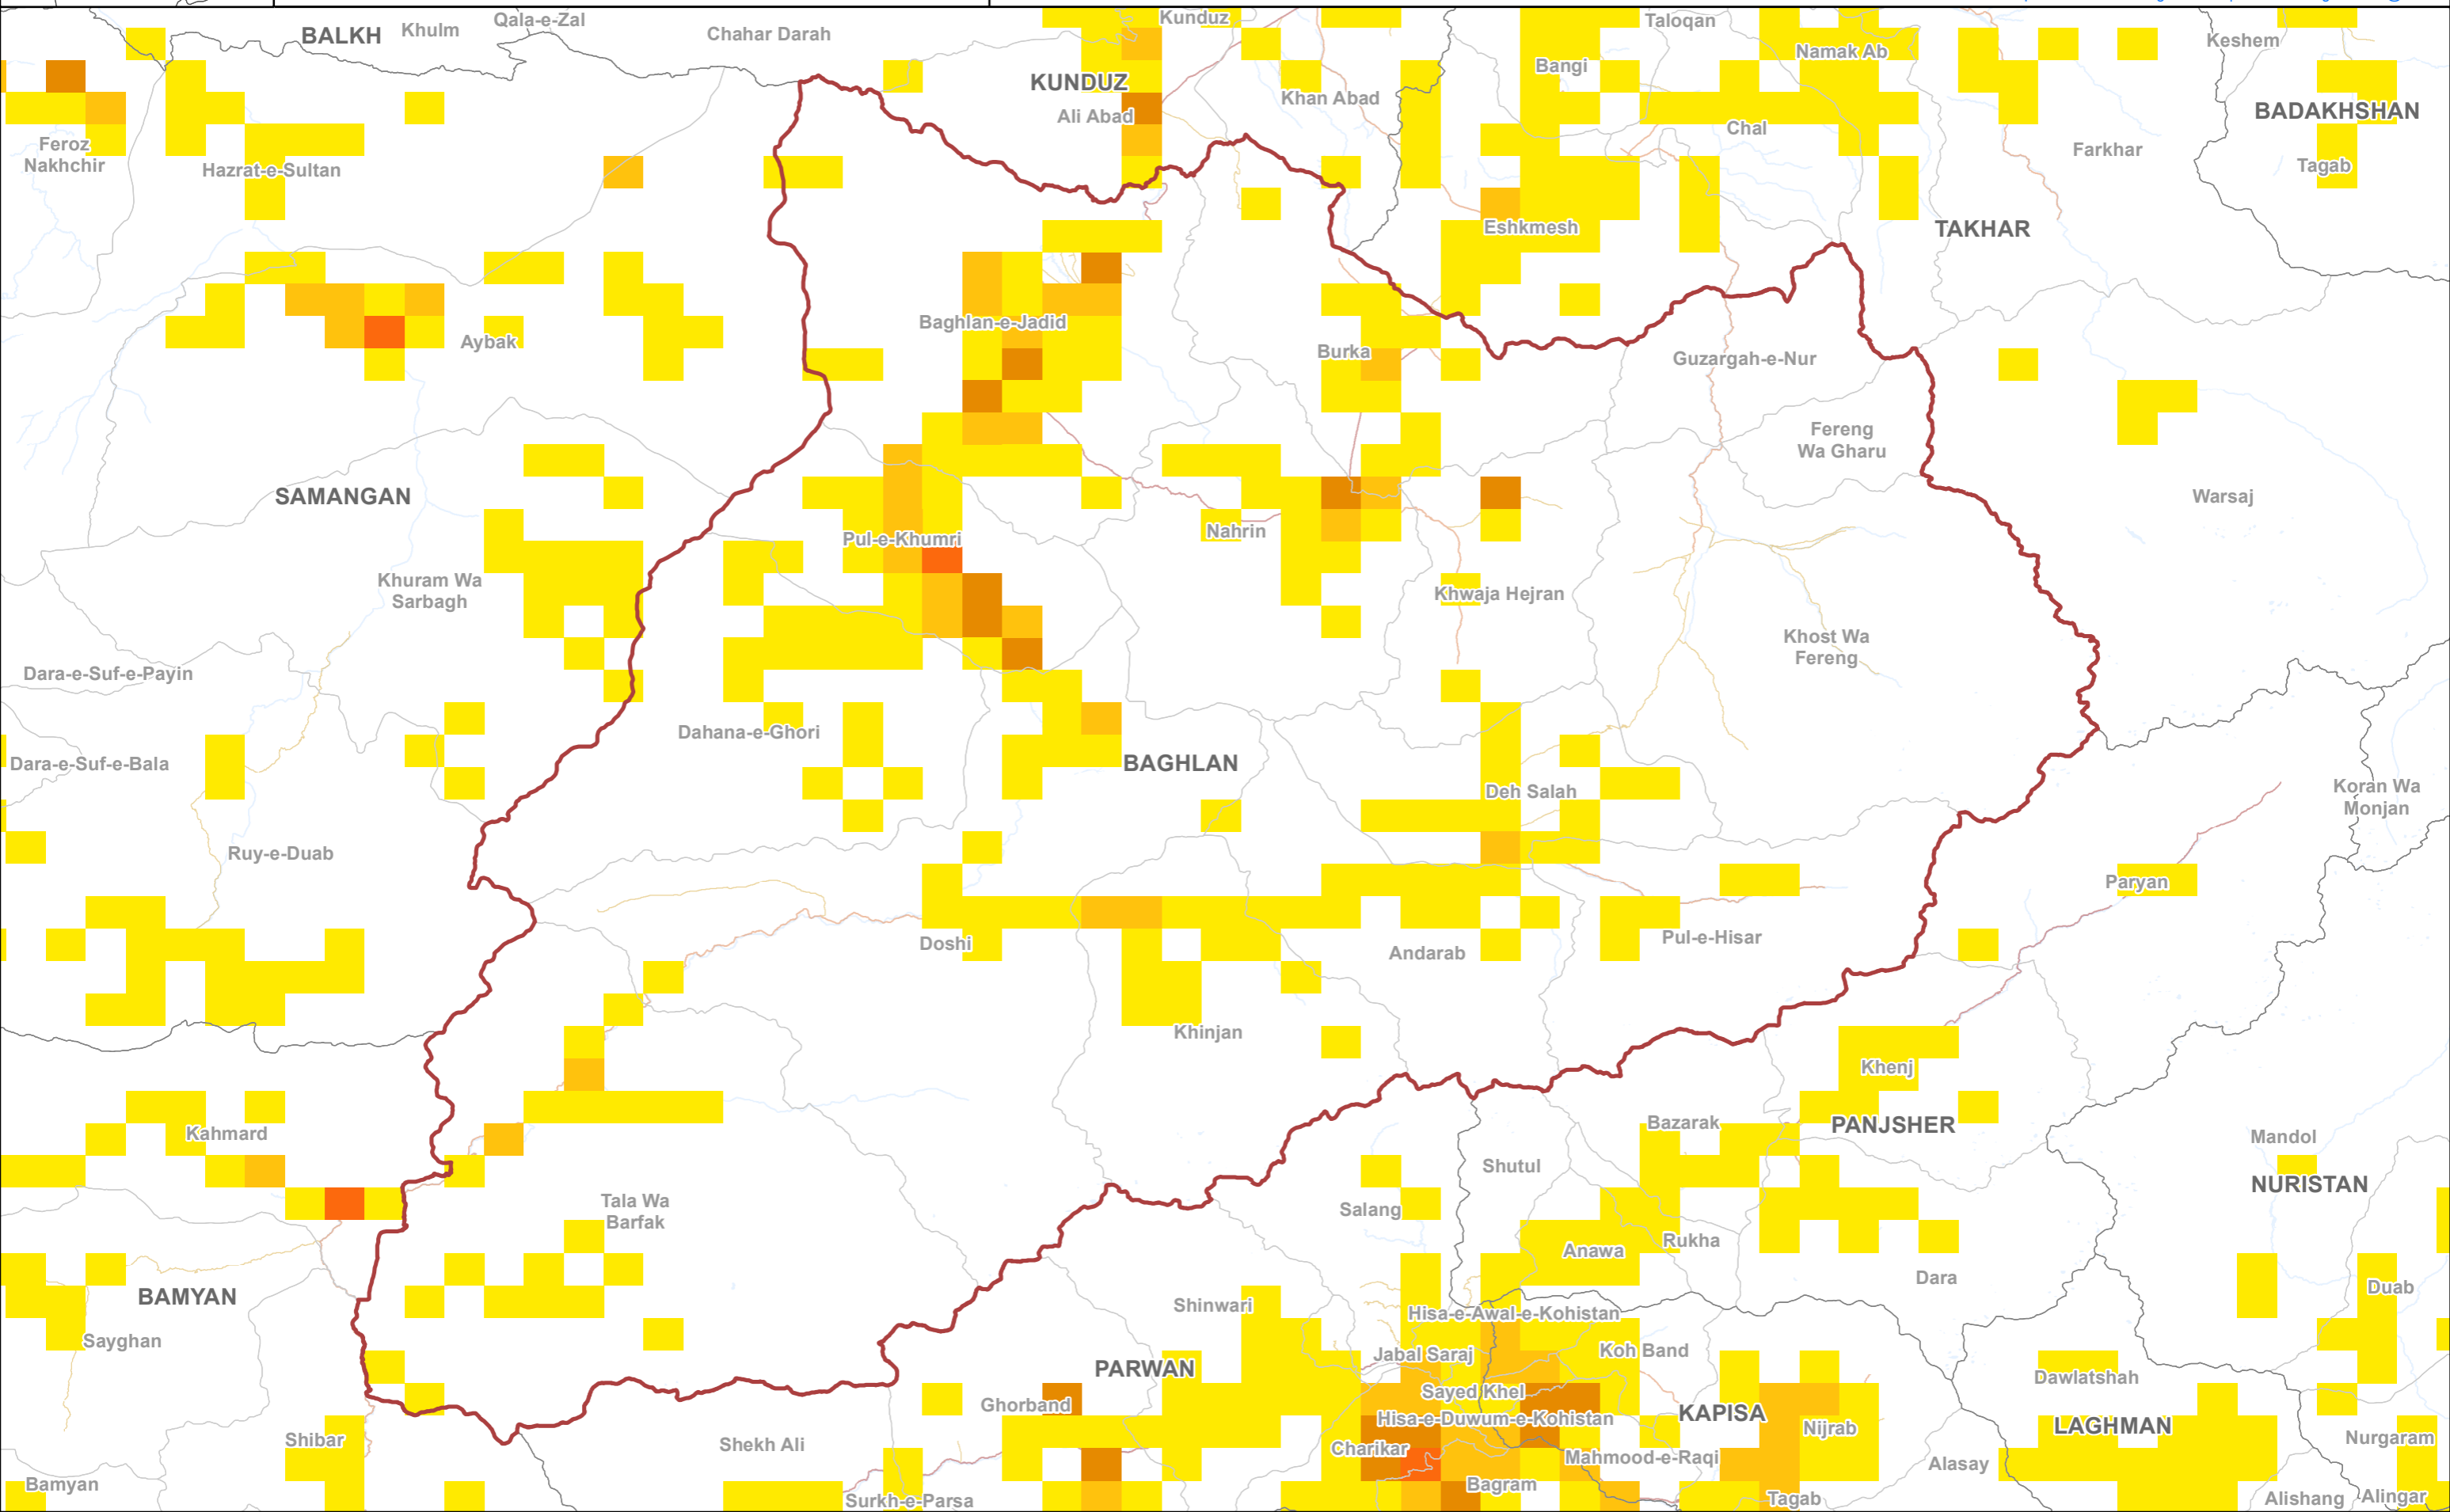 Qala-e-Zal
Kunduz
Taloqan
BALKH
Khulm
Chahar Darah
Keshem
Namak Ab
Bangi
KUNDUZ
Khan Abad
BADAKHSHAN
Ali Abad
Chal
Feroz
Nakhchir
Farkhar
Hazrat-e-Sultan
Tagab
Eshkmesh
TAKHAR
Baghlan-e-Jadid
Aybak
Burka
Guzargah-e-Nur
Fereng
Wa Gharu
SAMANGAN
Warsaj
Nahrin
Pul-e-Khumri
Khuram Wa
Sarbagh
Khwaja Hejran
Khost Wa
Fereng
Dara-e-Suf-e-Payin
Dahana-e-Ghori
Dara-e-Suf-e-Bala
BAGHLAN
Deh Salah
Koran Wa
Monjan
Ruy-e-Duab
Paryan
Doshi
Andarab
Pul-e-Hisar
Khinjan
Khenj
Kahmard
Bazarak
PANJSHER
Mandol
Shutul
NURISTAN
Tala Wa
Barfak
Salang
Anawa
Rukha
Dara
BAMYAN
Shinwari
Hisa-e-Awal-e-Kohistan
Duab
Sayghan
Jabal Saraj
Koh Band
PARWAN
Dawlatshah
Sayed Khel
Ghorband
KAPISA
Hisa-e-Duwum-e-Kohistan
Nijrab
LAGHMAN
Shibar
Shekh Ali
Charikar
Nurgaram
Mahmood-e-Raqi
Alasay
Bamyan
Bagram
Surkh-e-Parsa
Tagab
Alishang
Alingar